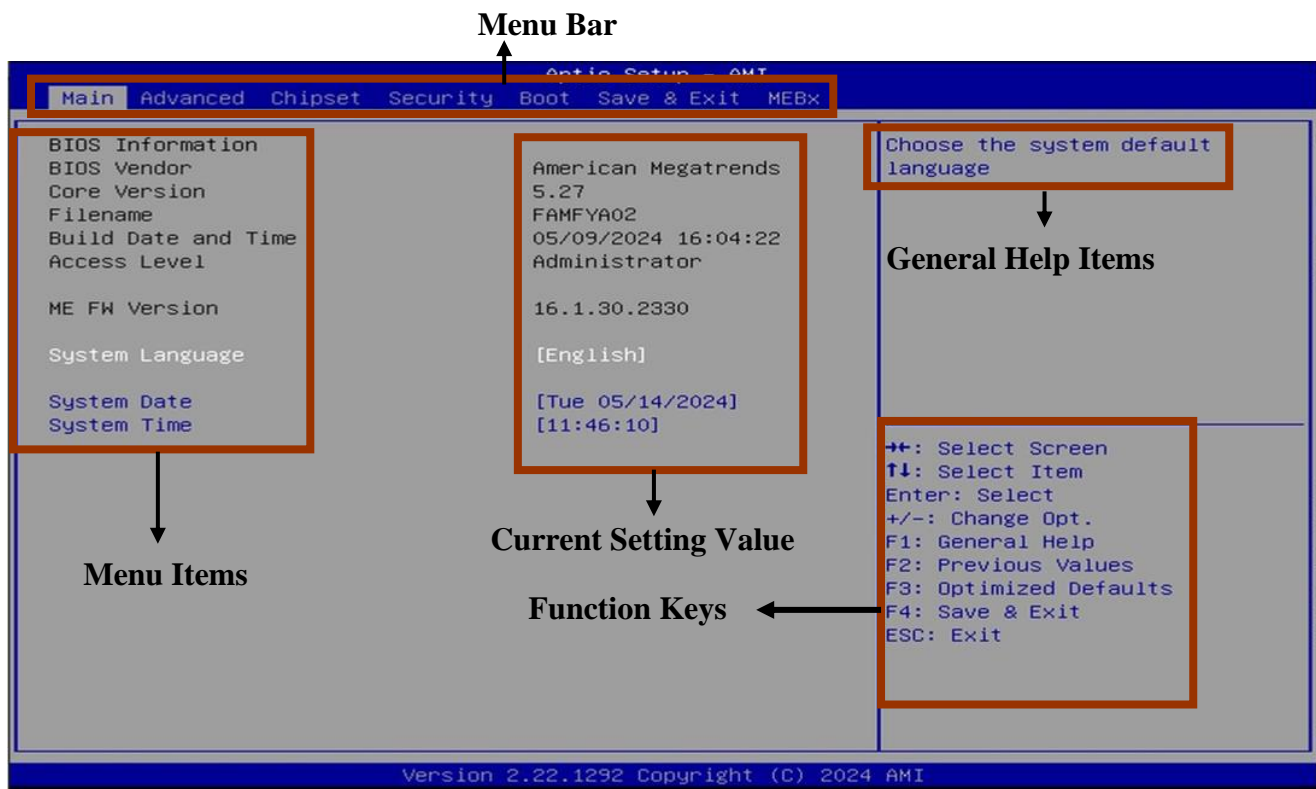 Menu Bar
Aptio Setup - AMI
Main Advanced Chipset Security Boot Save & Exit MEBx
BIOS Information
BIOS Vendor American Megatrends
Core Version 5.27
Filename FAMFYA02
Build Date and Time 05/09/2024 16:04:22
Access Level Administrator
ME FW Version 16.1.30.2330
System Language [English]
System Date [Tue 05/14/2024]
System Time [11:46:10]
Choose the system default
language
General Help Items
→←: Select Screen
↑↓: Select Item
Enter: Select
+/-: Change Opt.
F1: General Help
F2: Previous Values
F3: Optimized Defaults
F4: Save & Exit
ESC: Exit
Menu Items
Current Setting Value
Function Keys
Version 2.22.1292 Copyright (C) 2024 AMI